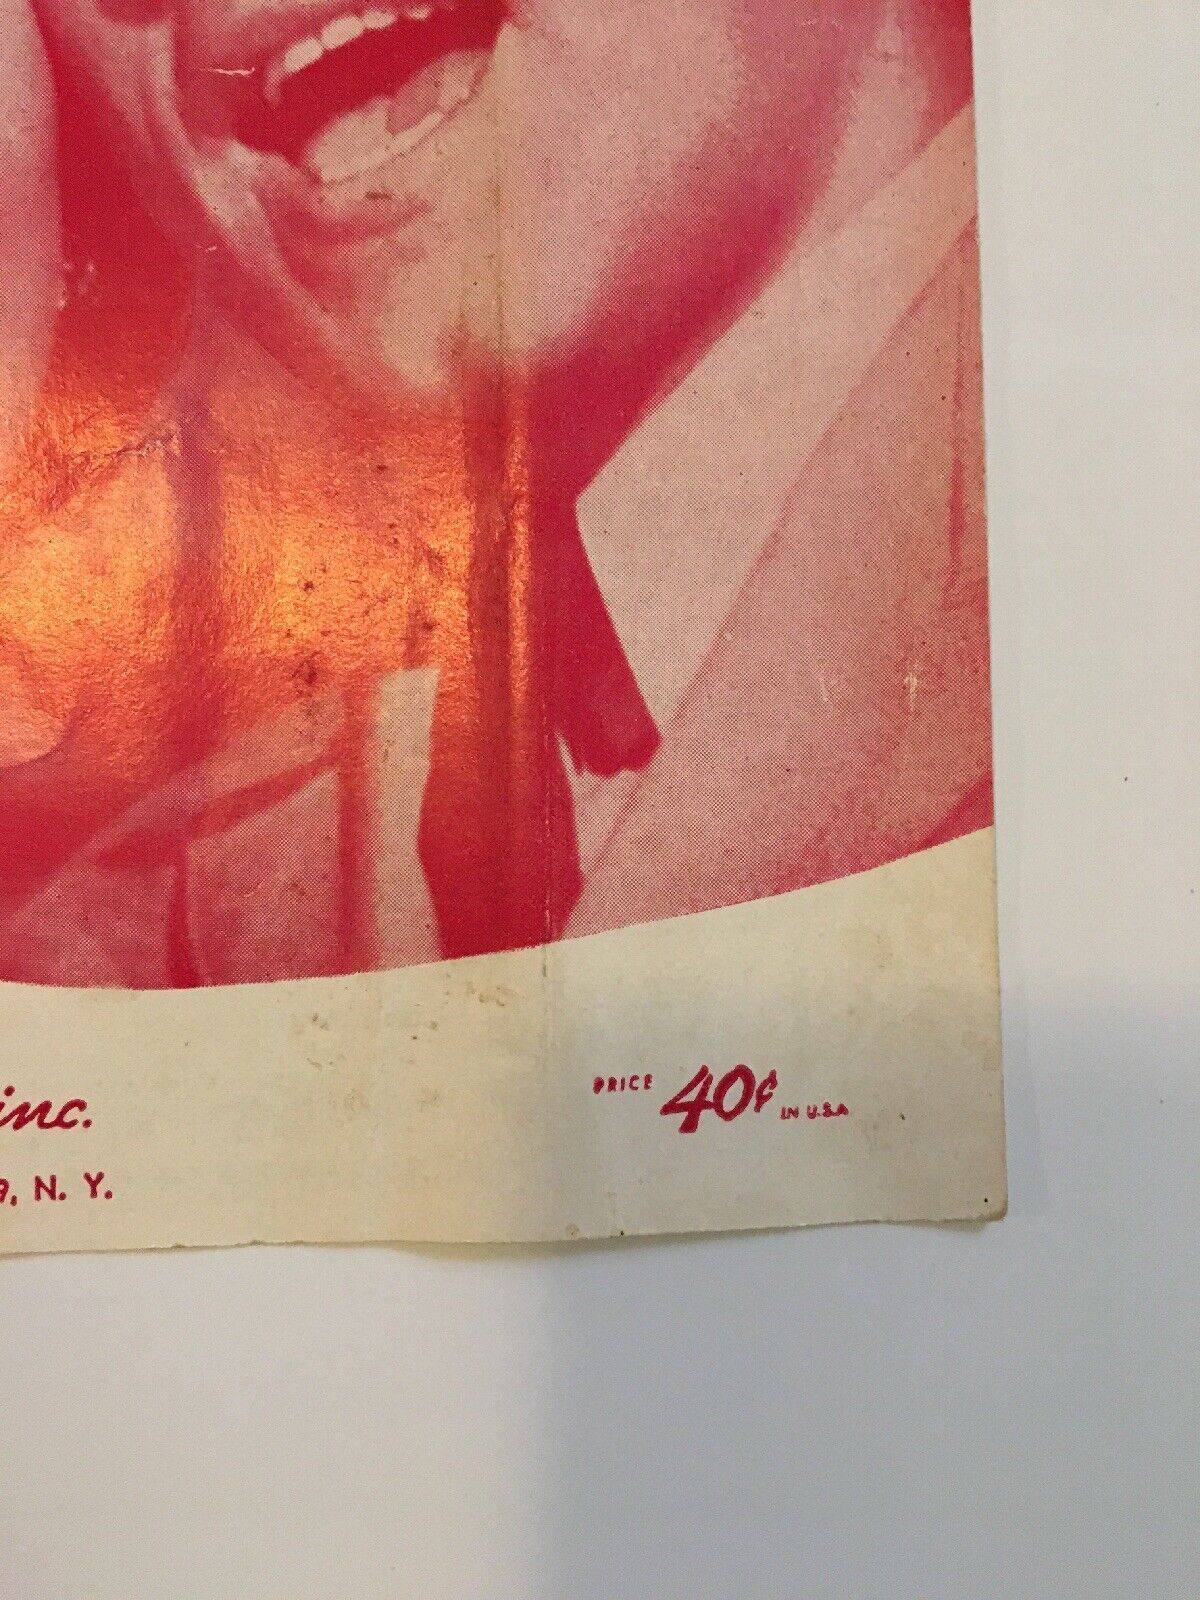 inc.
PRICE 40¢ IN U.S.A
9, N. Y.